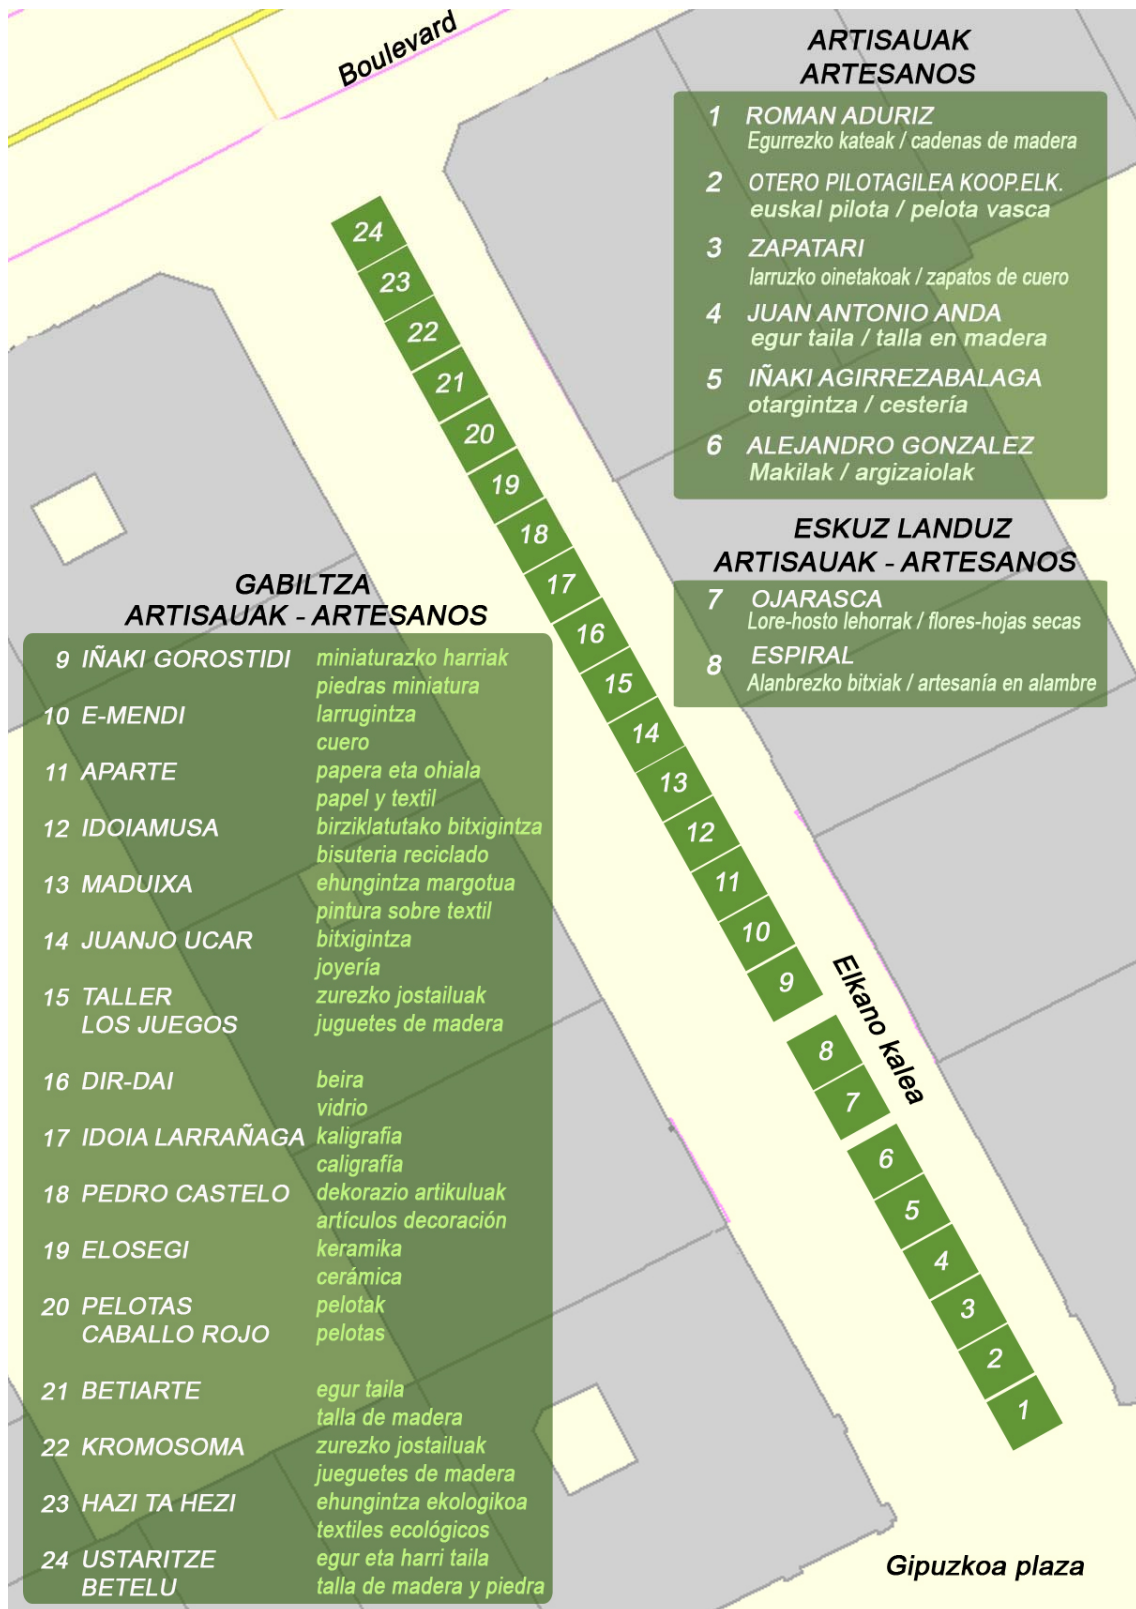 Boulevard
ARTISAUAK
ARTESANOS
1 ROMAN ADURIZ
Egurrezko kateak / cadenas de madera
2 OTERO PILOTAGILEA KOOP.ELK.
euskal pilota / pelota vasca
3 ZAPATARI
larruzko oinetakoak / zapatos de cuero
4 JUAN ANTONIO ANDA
egur taila / talla en madera
5 IÑAKI AGIRREZABALAGA
otargintza / cestería
6 ALEJANDRO GONZALEZ
Makilak / argizaiolak
ESKUZ LANDUZ
ARTISAUAK - ARTESANOS
7 OJARASCA
Lore-hosto lehorrak / flores-hojas secas
8 ESPIRAL
Alanbrezko bitxiak / artesanía en alambre
GABILTZA
ARTISAUAK - ARTESANOS
9 IÑAKI GOROSTIDI miniaturazko harriak
piedras miniatura
10 E-MENDI larrugintza
cuero
11 APARTE papera eta ohiala
papel y textil
12 IDOIAMUSA birziklatutako bitxigintza
bisuteria reciclado
13 MADUIXA ehungintza margotua
pintura sobre textil
14 JUANJO UCAR bitxigintza
joyería
15 TALLER zurezko jostailuak
LOS JUEGOS juguetes de madera
16 DIR-DAI beira
vidrio
17 IDOIA LARRAÑAGA kaligrafia
caligrafía
18 PEDRO CASTELO dekorazio artikuluak
artículos decoración
19 ELOSEGI keramika
cerámica
20 PELOTAS pelotak
CABALLO ROJO pelotas
21 BETIARTE egur taila
talla de madera
22 KROMOSOMA zurezko jostailuak
jueguetes de madera
23 HAZI TA HEZI ehungintza ekologikoa
textiles ecológicos
24 USTARITZE egur eta harri taila
BETELU talla de madera y piedra
24
23
22
21
20
19
18
17
16
15
14
13
12
11
10
9
8
7
6
5
4
3
2
1
Elkano kalea
Gipuzkoa plaza